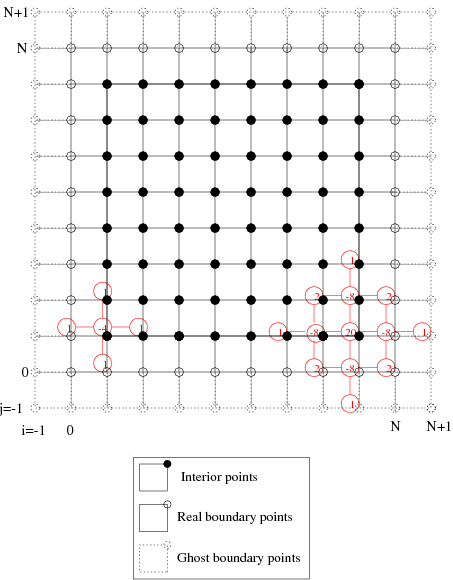 N+1
N
1
1
2 -8 2
1 -4 1
1 -8 20 -8 1
1
0
2 -8 2
1
j=-1
i=-1 0 N N+1
Interior points
Real boundary points
Ghost boundary points